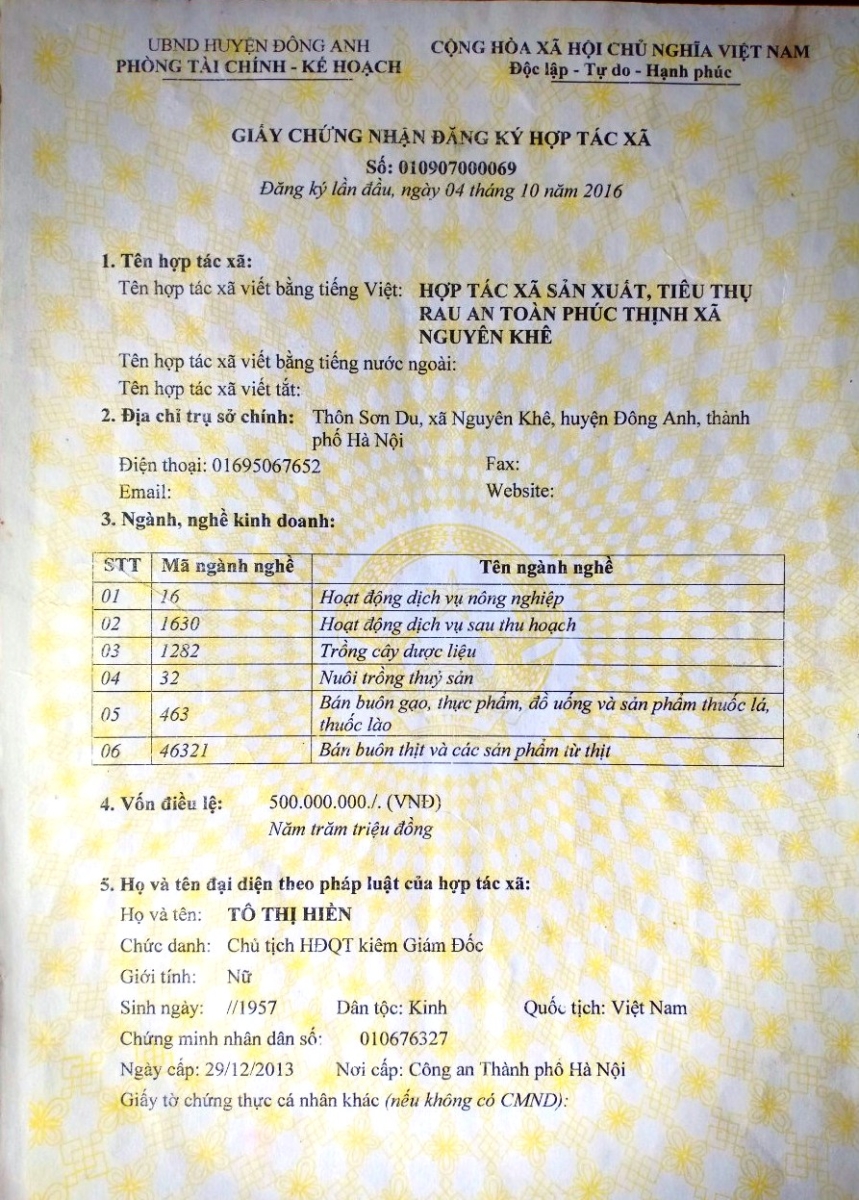 UBND HUYỆN ĐÔNG ANH
PHÒNG TÀI CHÍNH - KẾ HOẠCH
CỘNG HÒA XÃ HỘI CHỦ NGHĨA VIỆT NAM
Độc lập - Tự do - Hạnh phúc
GIẤY CHỨNG NHẬN ĐĂNG KÝ HỢP TÁC XÃ
Số: 010907000069
Đăng ký lần đầu, ngày 04 tháng 10 năm 2016
1. Tên hợp tác xã:
Tên hợp tác xã viết bằng tiếng Việt: HỢP TÁC XÃ SẢN XUẤT, TIÊU THỤ
RAU AN TOÀN PHÚC THỊNH XÃ
NGUYÊN KHÊ
Tên hợp tác xã viết bằng tiếng nước ngoài:
Tên hợp tác xã viết tắt:
2. Địa chỉ trụ sở chính: Thôn Sơn Du, xã Nguyên Khê, huyện Đông Anh, thành
phố Hà Nội
Điện thoại: 01695067652 Fax:
Email: Website:
3. Ngành, nghề kinh doanh:
STT Mã ngành nghề Tên ngành nghề
01 16 Hoạt động dịch vụ nông nghiệp
02 1630 Hoạt động dịch vụ sau thu hoạch
03 1282 Trồng cây dược liệu
04 32 Nuôi trồng thuỷ sản
05 463 Bán buôn gạo, thực phẩm, đồ uống và sản phẩm thuốc lá,
thuốc lào
06 46321 Bán buôn thịt và các sản phẩm từ thịt
4. Vốn điều lệ: 500.000.000./. (VNĐ)
Năm trăm triệu đồng
5. Họ và tên đại diện theo pháp luật của hợp tác xã:
Họ và tên: TÔ THỊ HIỀN
Chức danh: Chủ tịch HĐQT kiêm Giám Đốc
Giới tính: Nữ
Sinh ngày: //1957 Dân tộc: Kinh Quốc tịch: Việt Nam
Chứng minh nhân dân số: 010676327
Ngày cấp: 29/12/2013 Nơi cấp: Công an Thành phố Hà Nội
Giấy tờ chứng thực cá nhân khác (nếu không có CMND):